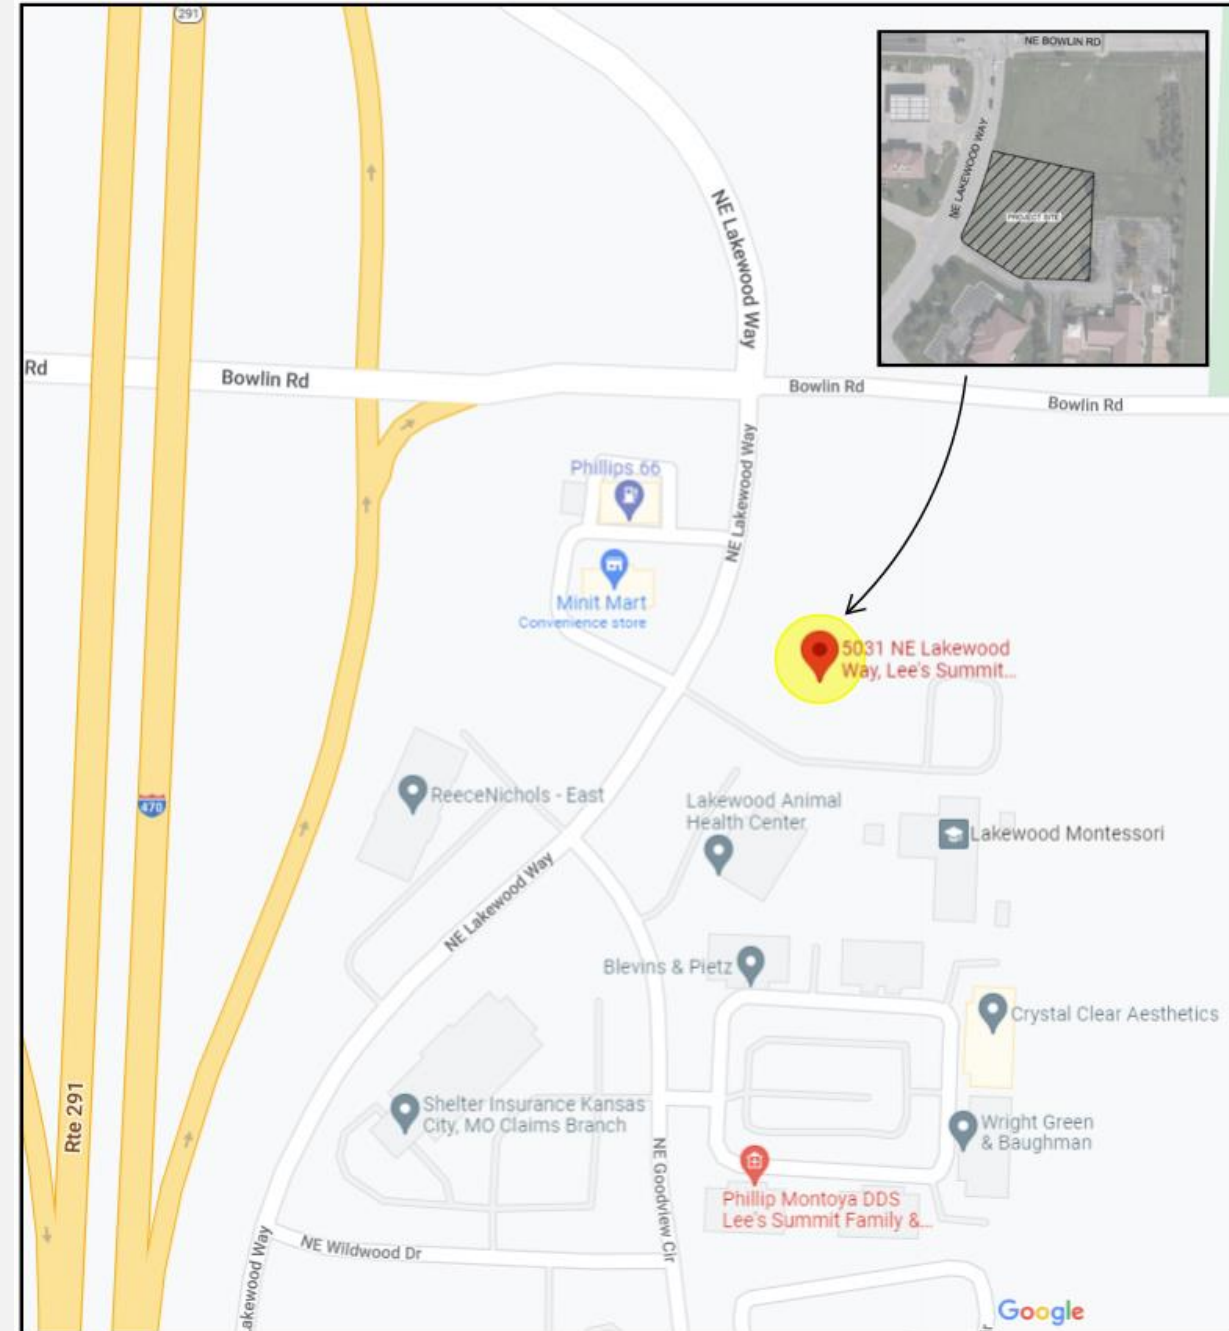 291
NE BOWLIN RD
NE LAKEWOOD WAY
PROJECT SITE
NE Lakewood Way
Rd
Bowlin Rd
Bowlin Rd
Bowlin Rd
NE Lakewood Way
Phillips 66
Minit Mart
Convenience store
5031 NE Lakewood
Way, Lee's Summit...
470
ReeceNichols - East
Lakewood Animal
Health Center
Lakewood Montessori
NE Lakewood Way
Blevins & Pietz
Crystal Clear Aesthetics
Rte 291
Shelter Insurance Kansas
City, MO Claims Branch
Wright Green
& Baughman
NE Goodview Cir
Phillip Montoya DDS
Lee's Summit Family &...
NE Wildwood Dr
akewood Way
Google
r